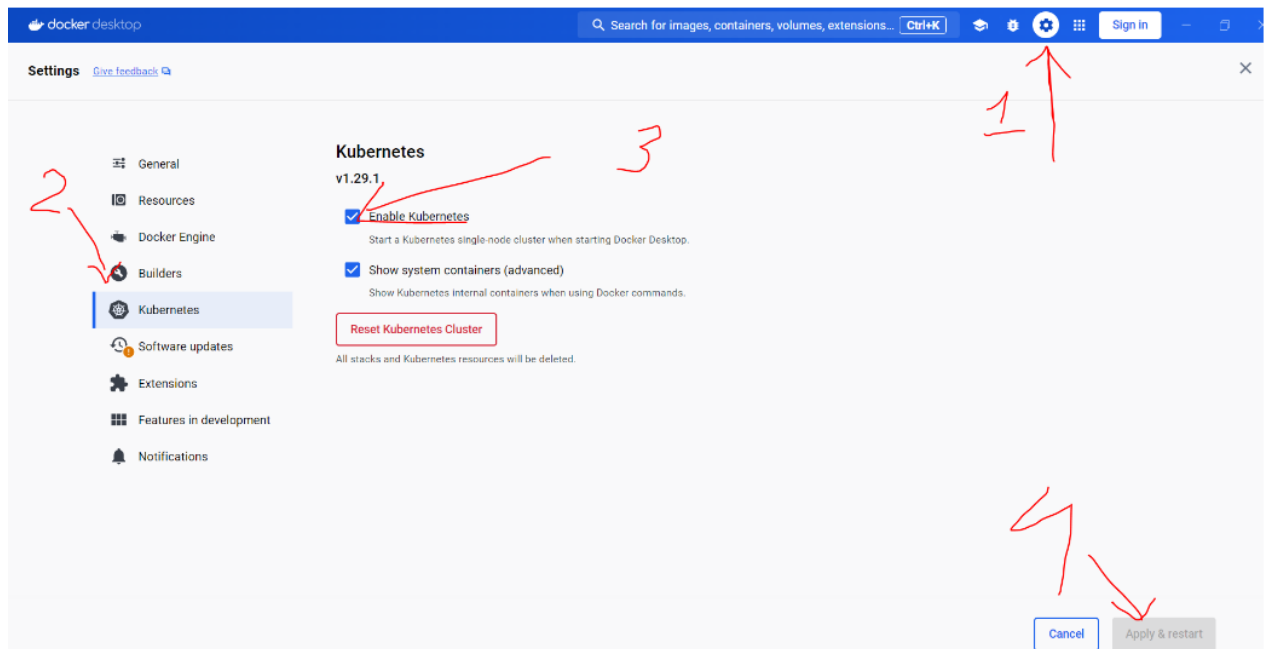 docker desktop
Search for images, containers, volumes, extensions... Ctrl+K
Sign in
Settings Give feedback
1
2
3
General
Resources
Docker Engine
Builders
Kubernetes
Software updates
Extensions
Features in development
Notifications
Kubernetes
v1.29.1
Enable Kubernetes
Start a Kubernetes single-node cluster when starting Docker Desktop.
Show system containers (advanced)
Show Kubernetes internal containers when using Docker commands.
Reset Kubernetes Cluster
All stacks and Kubernetes resources will be deleted.
4
Cancel
Apply & restart